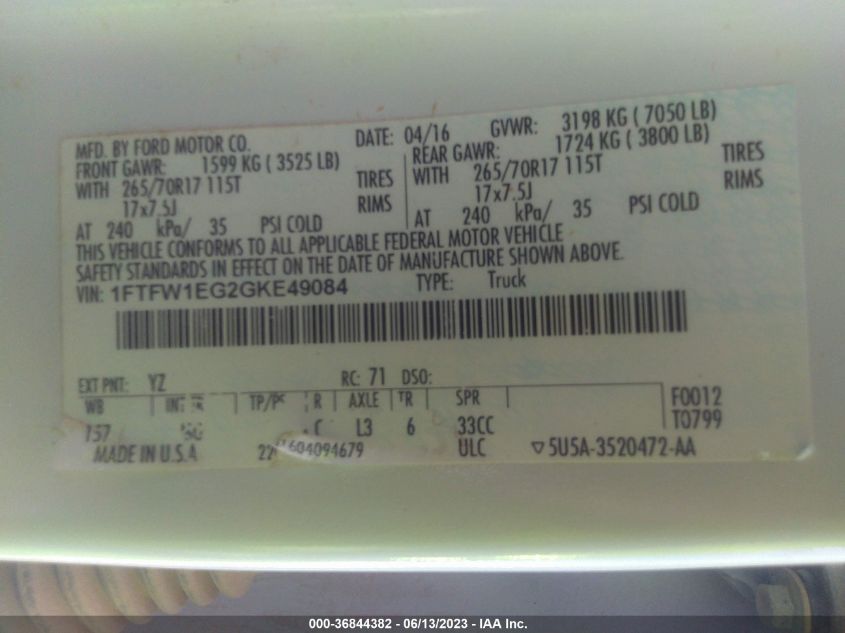 MFD. BY FORD MOTOR CO. DATE: 04/16 GVWR: 3198 KG ( 7050 LB)
FRONT GAWR: 1599 KG ( 3525 LB) REAR GAWR: 1724 KG ( 3800 LB)
WITH 265/70R17 115T TIRES WITH 265/70R17 115T TIRES
17x7.5J RIMS 17x7.5J RIMS
AT 240 kPa/ 35 PSI COLD AT 240 kPa/ 35 PSI COLD
THIS VEHICLE CONFORMS TO ALL APPLICABLE FEDERAL MOTOR VEHICLE
SAFETY STANDARDS IN EFFECT ON THE DATE OF MANUFACTURE SHOWN ABOVE.
VIN: 1FTFW1EG2GKE49084 TYPE: Truck
EXT PNT: YZ RC: 71 DSO:
WB TP/PS R AXLE TR SPR F0012
157 C L3 6 33CC T0799
MADE IN U.S.A ULC ▽5U5A-3520472-AA
000-36844382 - 06/13/2023 - IAA Inc.